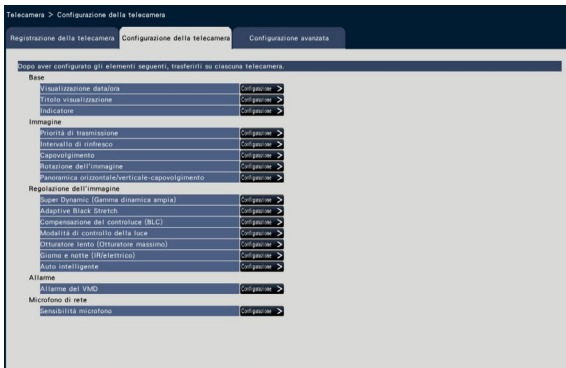 Telecamera > Configurazione della telecamera
Registrazione della telecamera Configurazione della telecamera Configurazione avanzata
Dopo aver configurato gli elementi seguenti, trasferirli su ciascuna telecamera.
Base
Visualizzazione data/ora Configurazione >
Titolo visualizzazione Configurazione >
Indicatore Configurazione >
Immagine
Priorità di trasmissione Configurazione >
Intervallo di rinfresco Configurazione >
Capovolgimento Configurazione >
Rotazione dell'immagine Configurazione >
Panoramica orizzontale/verticale-capovolgimento Configurazione >
Regolazione dell'immagine
Super Dynamic (Gamma dinamica ampia) Configurazione >
Adaptive Black Stretch Configurazione >
Compensazione del controluce (BLC) Configurazione >
Modalità di controllo della luce Configurazione >
Otturatore lento (Otturatore massimo) Configurazione >
Giorno e notte (IR/elettrico) Configurazione >
Auto intelligente Configurazione >
Allarme
Allarme del VMD Configurazione >
Microfono di rete
Sensibilità microfono Configurazione >